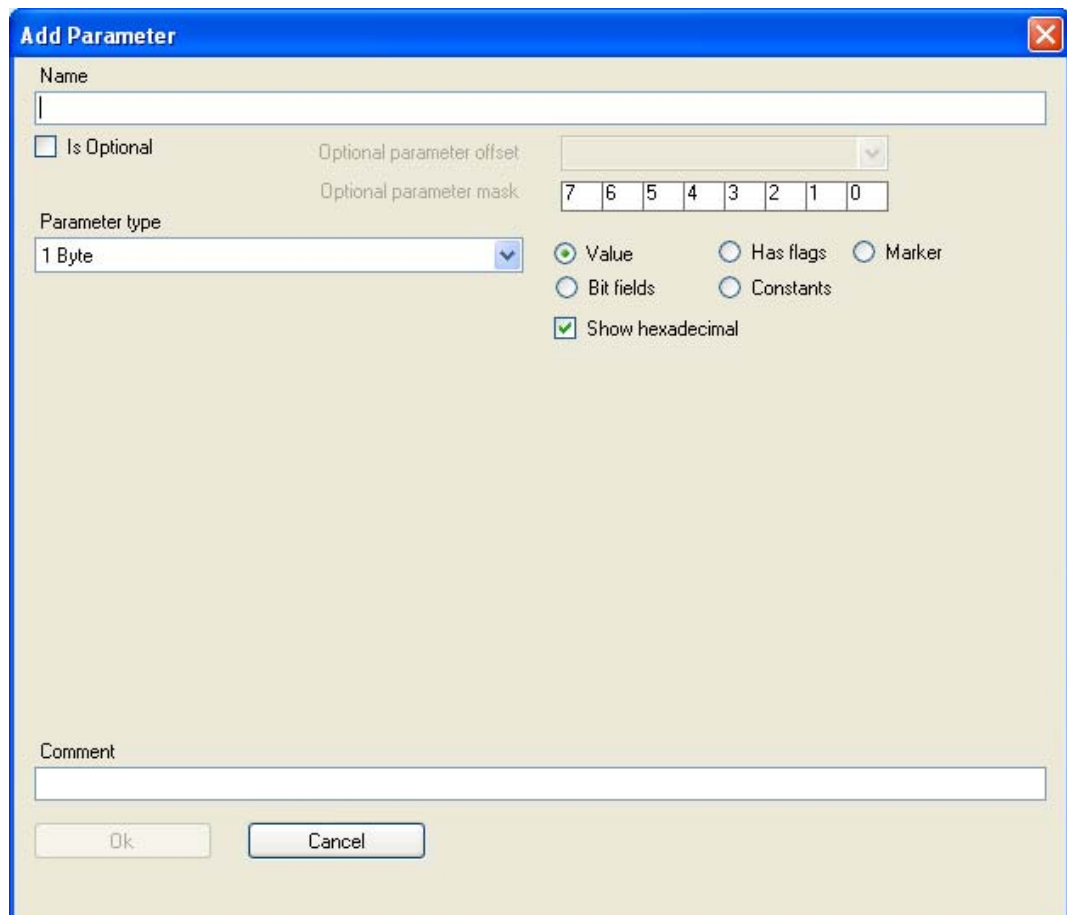 Add Parameter
Name
Is Optional
Optional parameter offset
Optional parameter mask
7 6 5 4 3 2 1 0
Parameter type
1 Byte
Value
Has flags
Marker
Bit fields
Constants
Show hexadecimal
Comment
Ok
Cancel